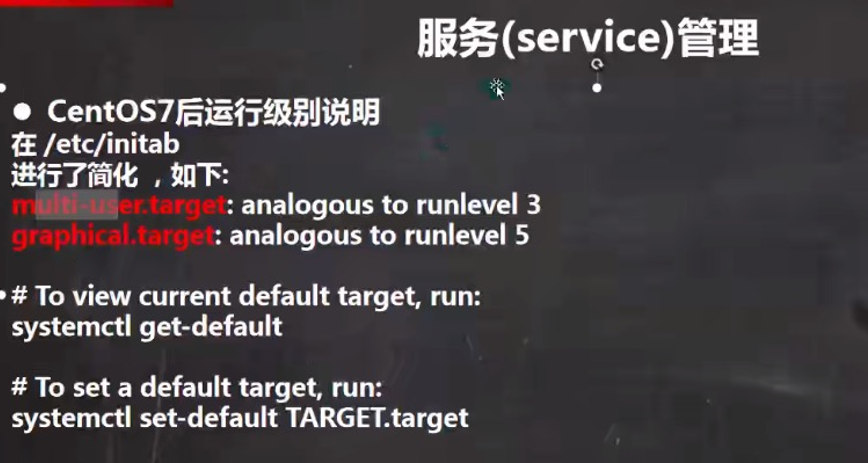 服务(service)管理
● CentOS7后运行级别说明
在 /etc/initab
进行了简化 ，如下:
multi-user.target: analogous to runlevel 3
graphical.target: analogous to runlevel 5
# To view current default target, run:
systemctl get-default
# To set a default target, run:
systemctl set-default TARGET.target